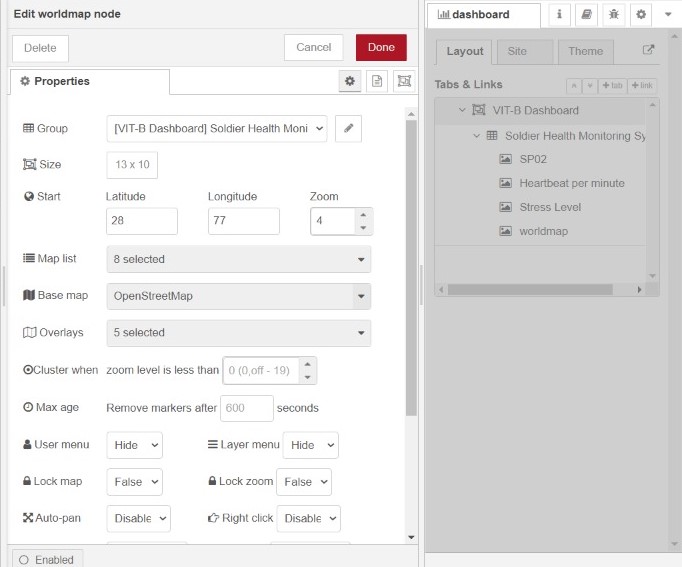 Edit worldmap node
Delete
Cancel
Done
Properties
Group
[VIT-B Dashboard] Soldier Health Moni
Size
13 x 10
Start
Latitude
Longitude
Zoom
28
77
4
Map list
8 selected
Base map
OpenStreetMap
Overlays
5 selected
Cluster when zoom level is less than 0 (0,off - 19)
Max age
Remove markers after 600 seconds
User menu
Hide
Layer menu
Hide
Lock map
False
Lock zoom
False
Auto-pan
Disable
Right click
Disable
Enabled
dashboard
Layout
Site
Theme
Tabs & Links
+tab
+link
VIT-B Dashboard
Soldier Health Monitoring Sy
SP02
Heartbeat per minute
Stress Level
worldmap